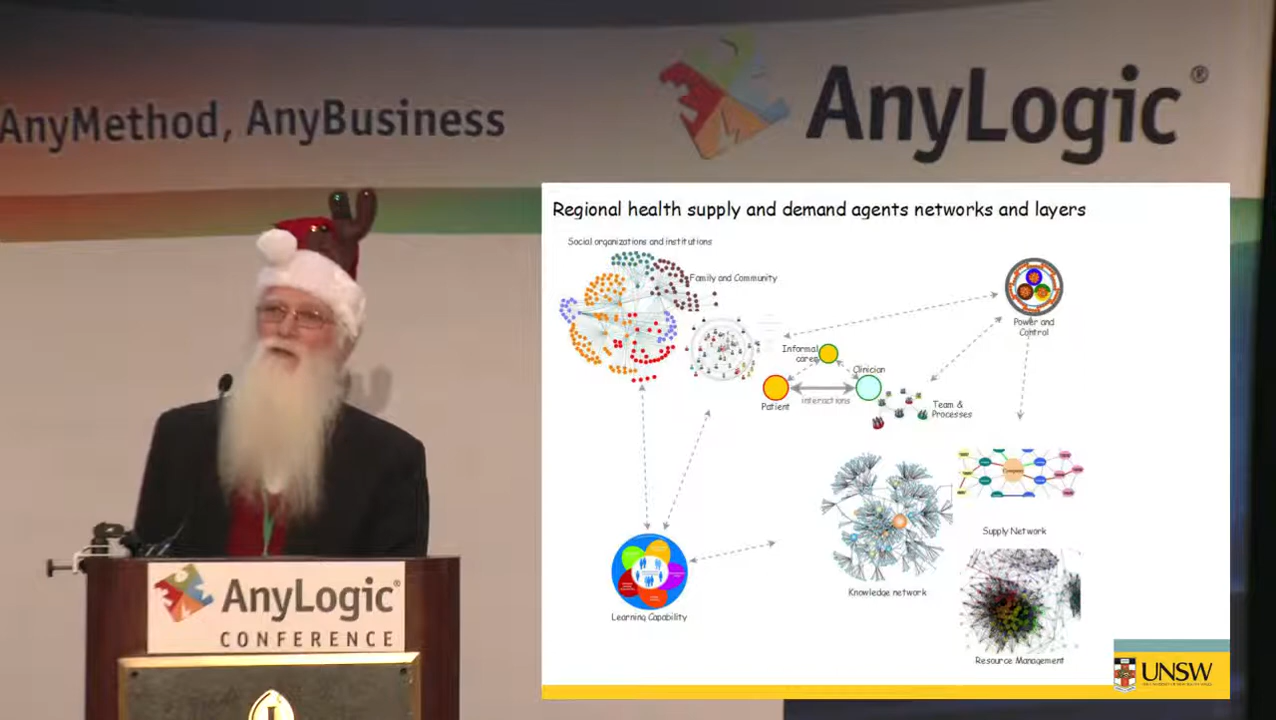 AnyMethod, AnyBusiness
AnyLogic®
Regional health supply and demand agents networks and layers
Social organizations and institutions
Family and Community
Power and
Control
Informal
carer
Clinician
interactions
Patient
Team &
Processes
Company
Supply Network
Knowledge network
Learning Capability
Resource Management
UNSW
AnyLogic®
CONFERENCE